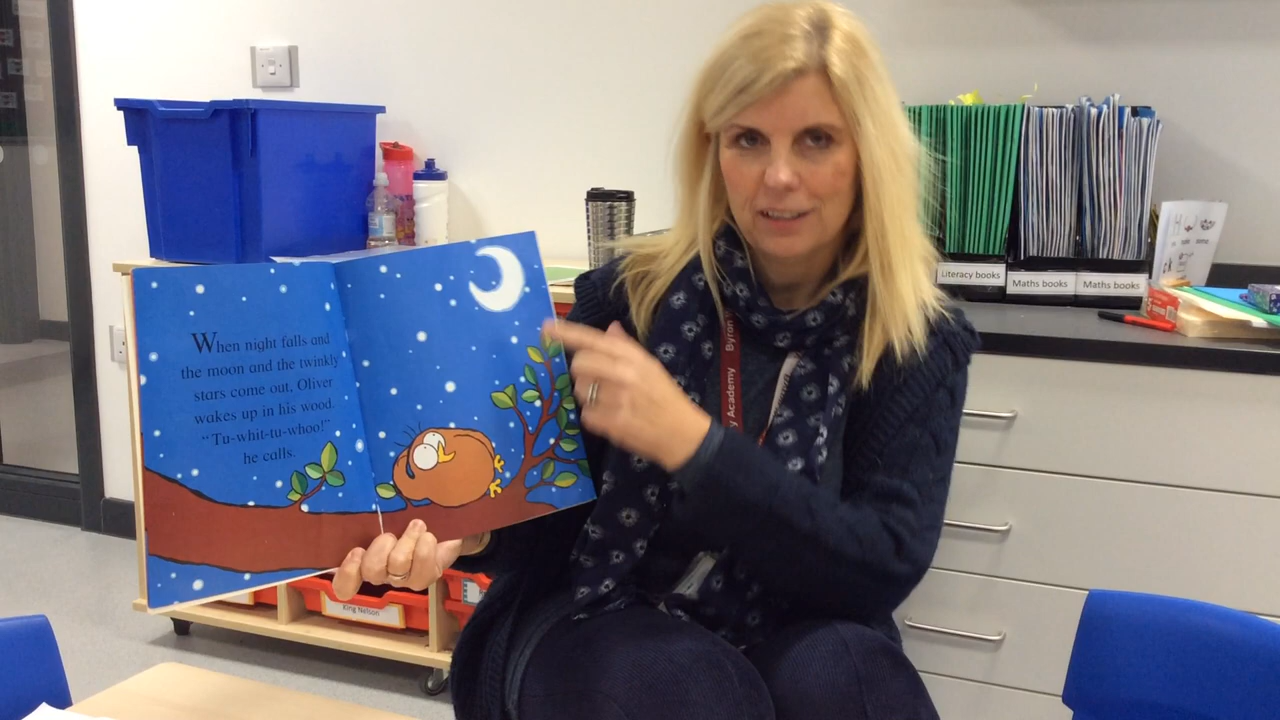 When night falls and
the moon and the twinkly
stars come out, Oliver
wakes up in his wood.
"Tu-whit-tu-whoo!"
he calls.
Byron
y Academy
Literacy books
Maths books
Maths books
King Nelson